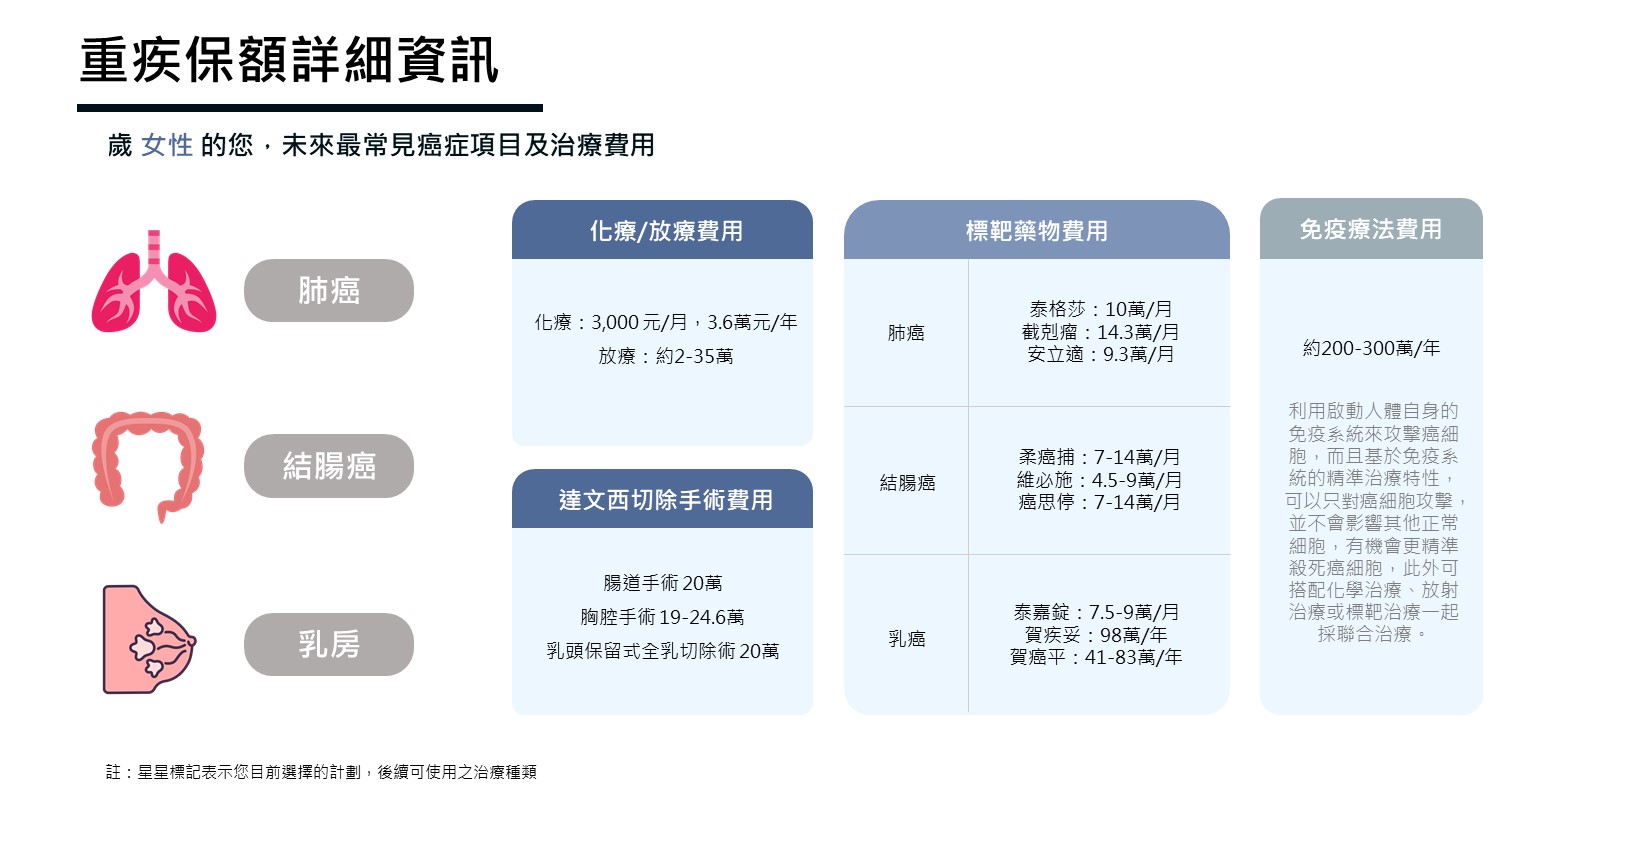 重疾保額詳細資訊
歲 女性 的您，未來最常見癌症項目及治療費用
肺癌
結腸癌
乳房
化療/放療費用
化療：3,000 元/月，3.6萬元/年
放療：約2-35萬
達文西切除手術費用
腸道手術 20萬
胸腔手術 19-24.6萬
乳頭保留式全乳切除術 20萬
標靶藥物費用
肺癌
泰格莎：10萬/月
截剋瘤：14.3萬/月
安立適：9.3萬/月
結腸癌
柔癌捕：7-14萬/月
維必施：4.5-9萬/月
癌思停：7-14萬/月
乳癌
泰嘉錠：7.5-9萬/月
賀疾妥：98萬/年
賀癌平：41-83萬/年
免疫療法費用
約200-300萬/年
利用啟動人體自身的
免疫系統來攻擊癌細
胞，而且基於免疫系
統的精準治療特性，
可以只對癌細胞攻擊，
並不會影響其他正常
細胞，有機會更精準
殺死癌細胞，此外可
搭配化學治療、放射
治療或標靶治療一起
採聯合治療。
註：星星標記表示您目前選擇的計劃，後續可使用之治療種類